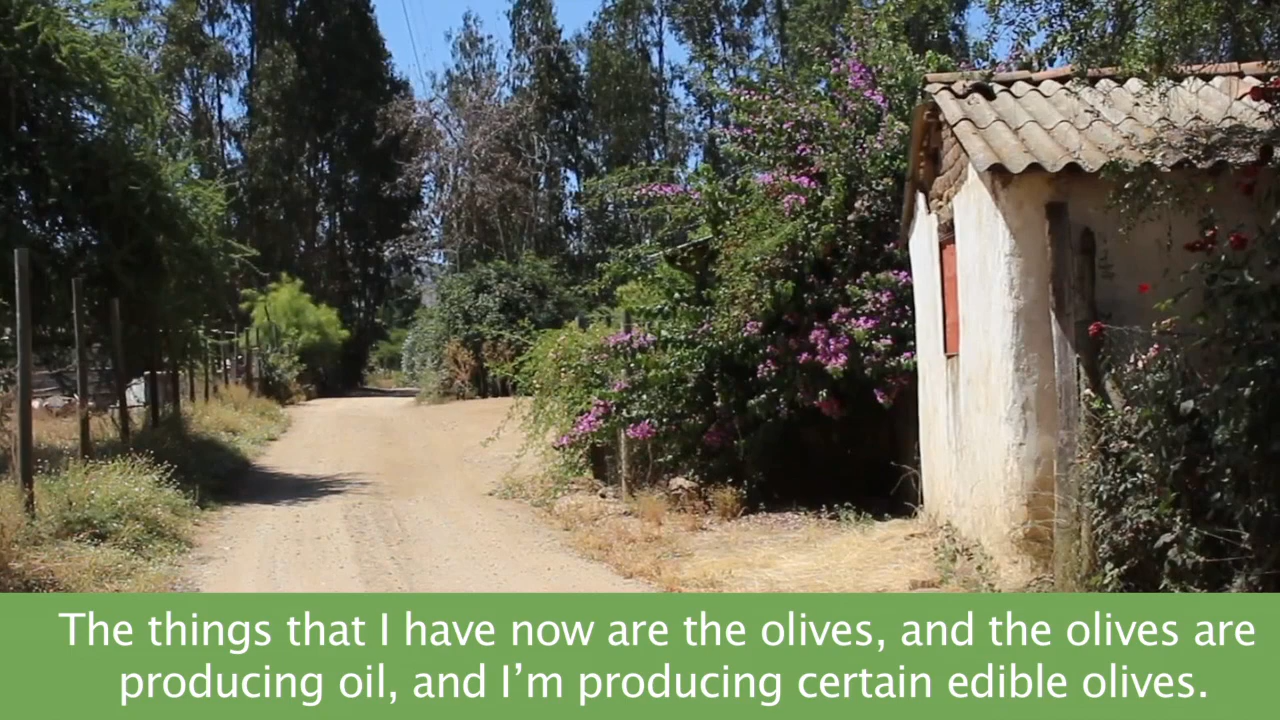 The things that I have now are the olives, and the olives are
producing oil, and I’m producing certain edible olives.